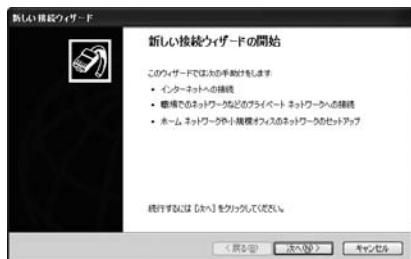 新しい接続ウィザード
新しい接続ウィザードの開始
このウィザードでは次の手助けをします:
• インターネットへの接続
• 職場でのネットワークなどのプライベート ネットワークへの接続
• ホーム ネットワークや小規模オフィスのネットワークのセットアップ
続行するには [次へ] をクリックしてください。
< 戻る(B)
次へ(N) >
キャンセル